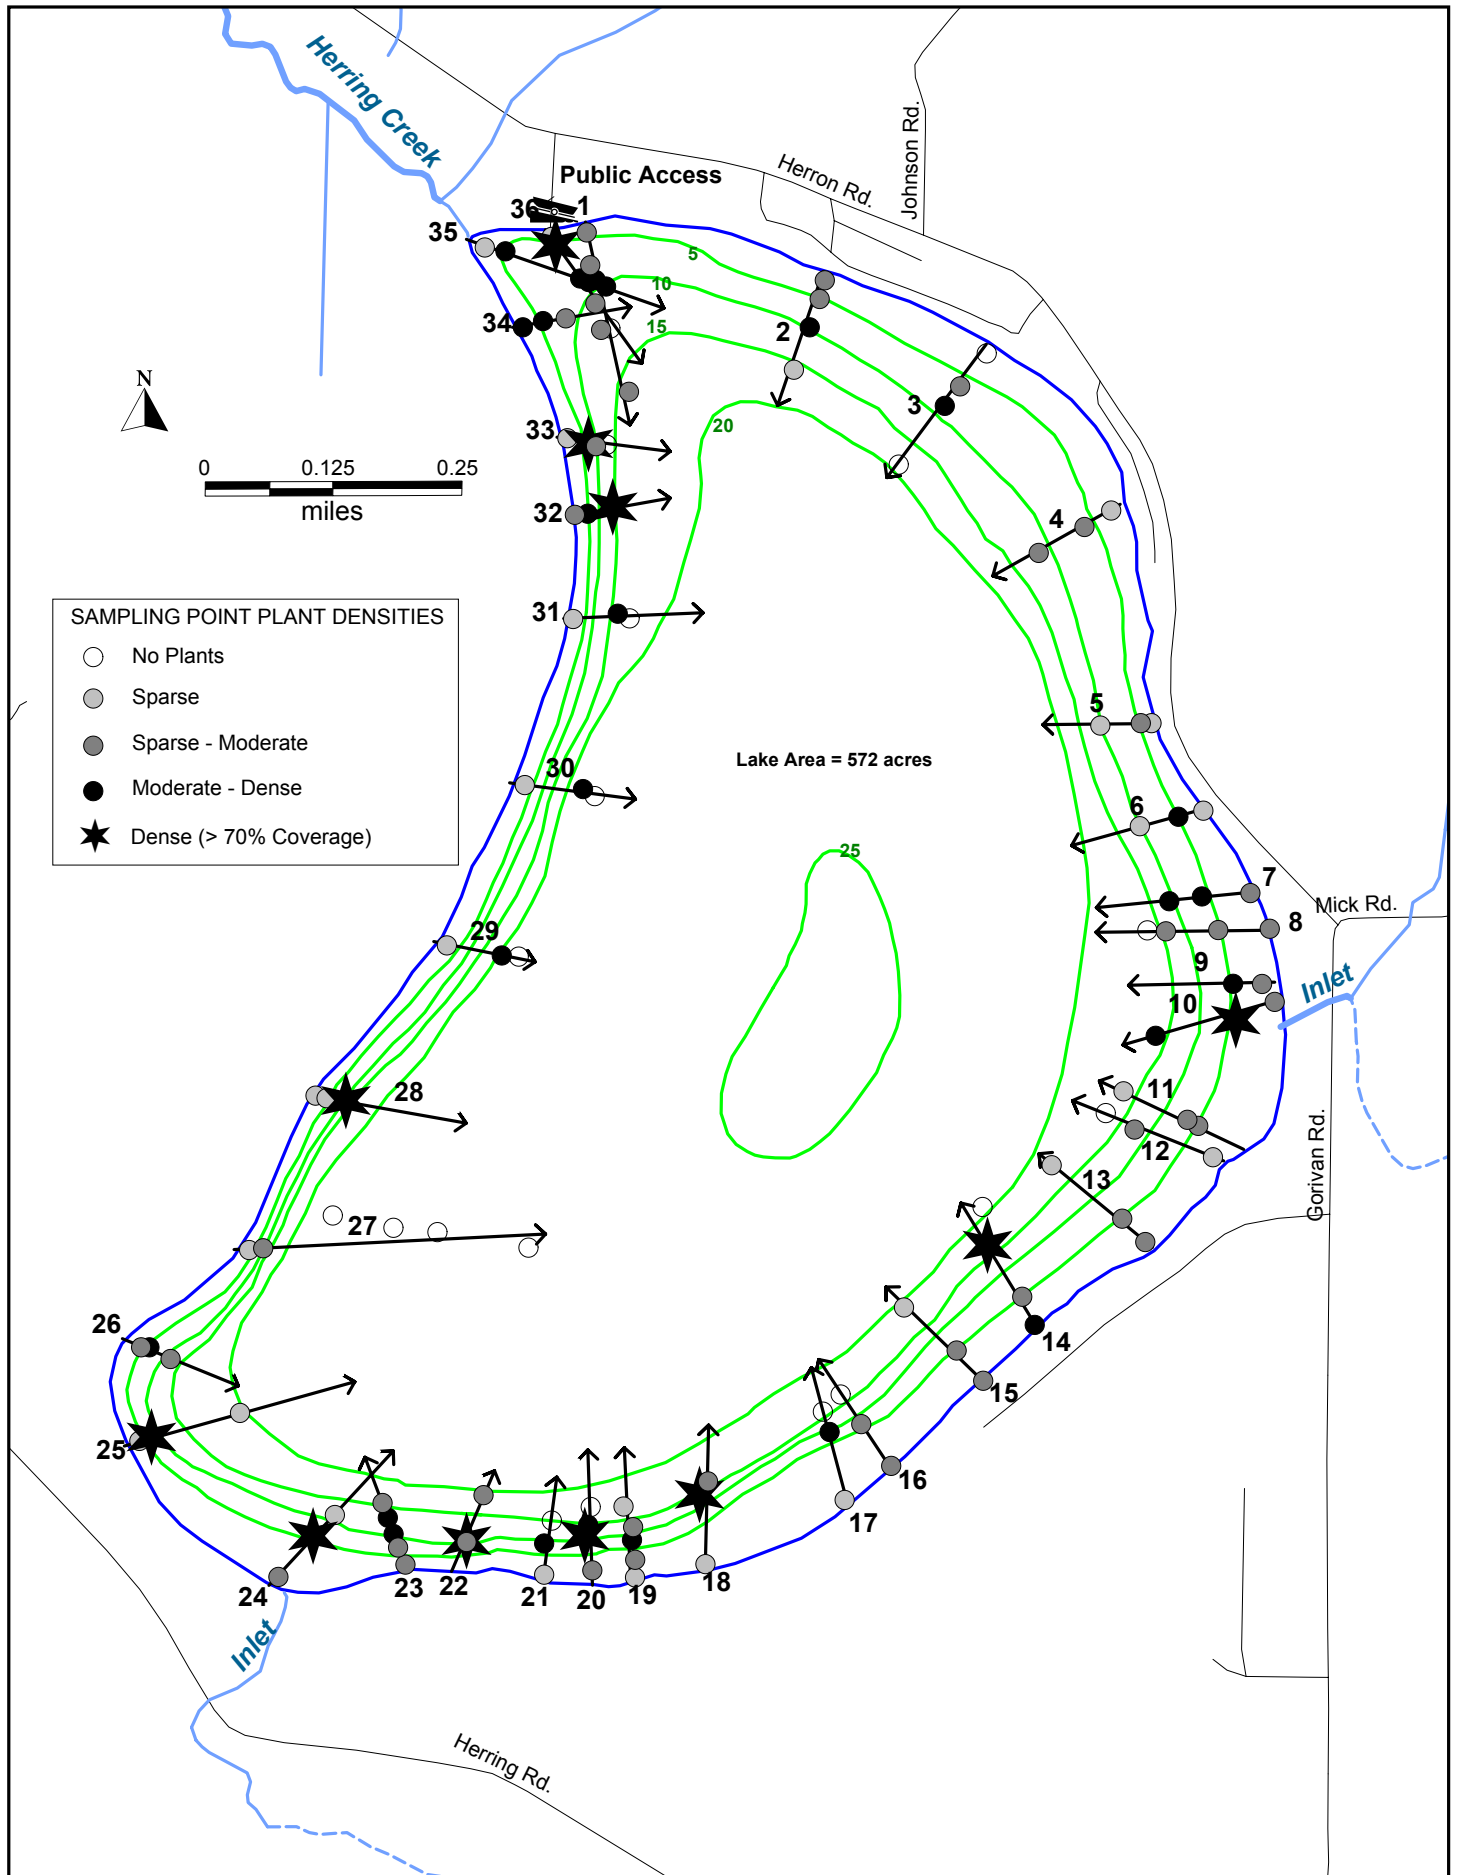 Herring Creek
Johnson Rd.
Herron Rd.
Public Access
36
1
35
5
10
34
15
2
N
3
20
33
0 0.125 0.25
miles
32
4
31
SAMPLING POINT PLANT DENSITIES
No Plants
Sparse
Sparse - Moderate
Moderate - Dense
Dense (> 70% Coverage)
5
30
Lake Area = 572 acres
6
25
7
Mick Rd.
8
29
9
Inlet
10
28
11
12
Gorivan Rd.
13
27
26
14
15
25
16
17
24
23
22
21
20
19
18
Inlet
Herring Rd.